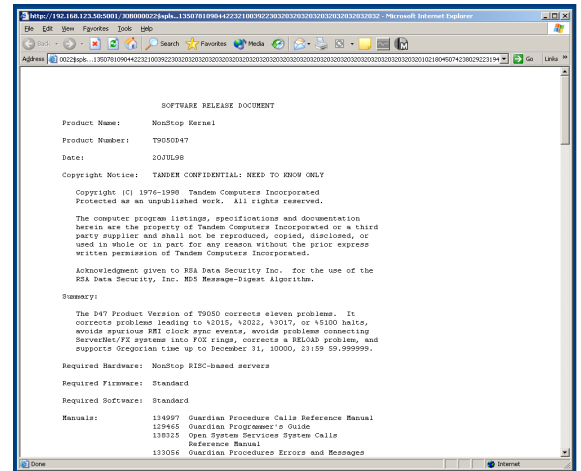 http://192.168.123.50:5001/JOB0000022$spls...13507810904422321003922303203203203203203203203203203203032 - Microsoft Internet Explorer
File Edit View Favorites Tools Help
Back Search Favorites Media
Address Go Links »
SOFTWARE RELEASE DOCUMENT
Product Name: NonStop Kernel
Product Number: T9050D47
Date: 20JUL98
Copyright Notice: TANDEM CONFIDENTIAL: NEED TO KNOW ONLY
Copyright (C) 1976-1998 Tandem Computers Incorporated
Protected as an unpublished work. All rights reserved.
The computer program listings, specifications and documentation
herein are the property of Tandem Computers Incorporated or a third
party supplier and shall not be reproduced, copied, disclosed, or
used in whole or in part for any reason without the prior express
written permission of Tandem Computers Incorporated.
Acknowledgment given to RSA Data Security Inc. for the use of the
RSA Data Security, Inc. MD5 Message-Digest Algorithm.
Summary:
The D47 Product Version of T9050 corrects eleven problems. It
corrects problems leading to %2015, %2022, %3017, or %5100 halts,
avoids spurious RMI clock sync events, avoids problems connecting
ServerNet/FX systems into FOX rings, corrects a RELOAD problem, and
supports Gregorian time up to December 31, 10000, 23:59 59.999999.
Required Hardware: NonStop RISC-based servers
Required Firmware: Standard
Required Software: Standard
Manuals: 134997 Guardian Procedure Calls Reference Manual
129465 Guardian Programmer's Guide
138325 Open System Services System Calls
Reference Manual
133056 Guardian Procedures Errors and Messages
Done Internet